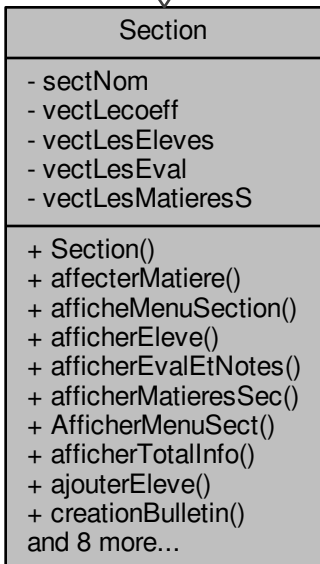 Section
- sectNom
- vectLecoeff
- vectLesEleves
- vectLesEval
- vectLesMatieresS
+ Section()
+ affecterMatiere()
+ afficheMenuSection()
+ afficherEleve()
+ afficherEvalEtNotes()
+ afficherMatieresSec()
+ AfficherMenuSect()
+ afficherTotalInfo()
+ ajouterEleve()
+ creationBulletin()
and 8 more...